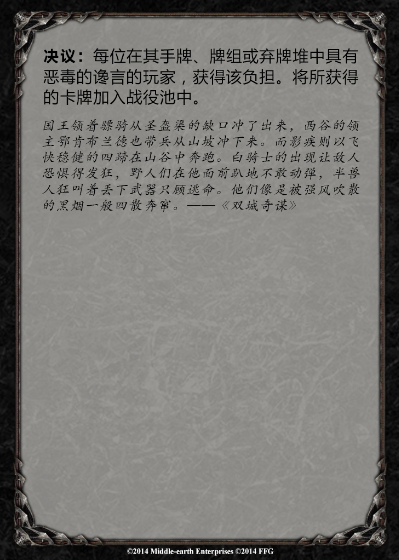 决议：每位在其手牌、牌组或弃牌堆中具有
恶毒的谗言的玩家，获得该负担。将所获得
的卡牌加入战役池中。
国王领着骠骑从圣盔渠的缺口冲了出来，西谷的领
主鄂肯布兰德也带兵从山坡冲下来。而影疾则以飞
快稳健的四蹄在山谷中奔跑。白骑士的出现让敌人
恐惧得发狂，野人们在他面前趴地不敢动弹，半兽
人狂叫着丢下武器只顾逃命。他们像是被强风吹散
的黑烟一般四散奔窜。——《双城奇谋》
©2014 Middle-earth Enterprises ©2014 FFG